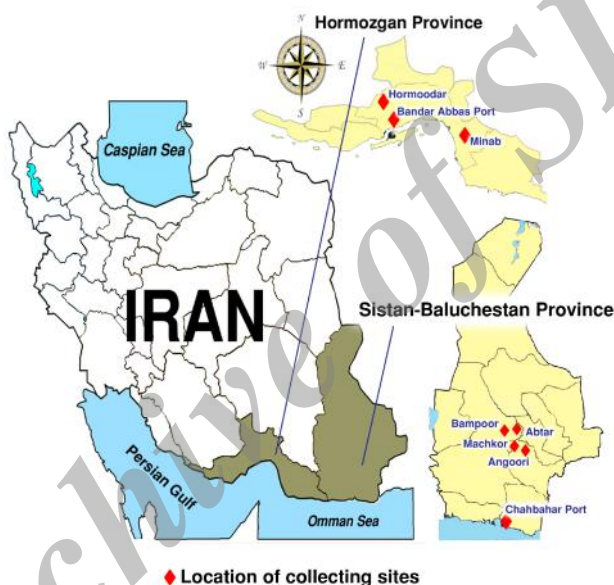 Hormozgan Province
N
W
E
S
Hormoodar
Bandar Abbas Port
Minab
Caspian Sea
IRAN
Sistan-Baluchestan Province
Bampoor
Abtar
Machkor
Angoori
Chahbahar Port
Persian Gulf
Omman Sea
Location of collecting sites